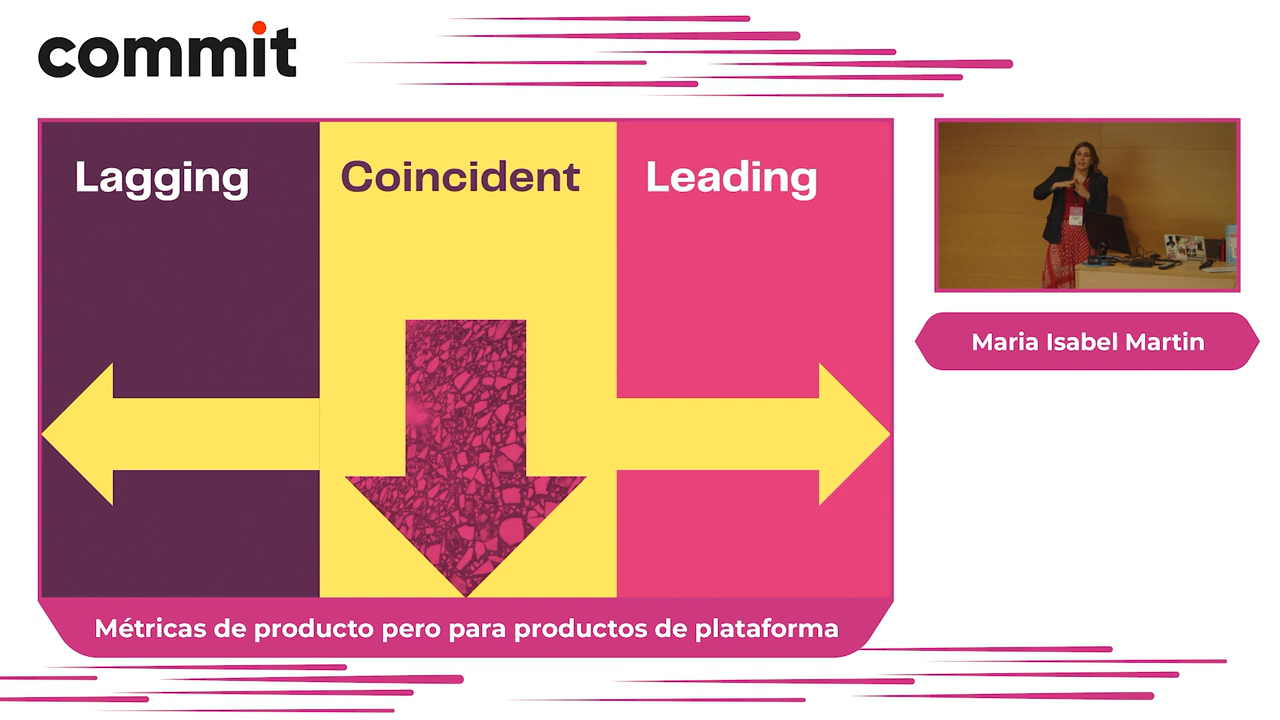 commit
Lagging
Coincident
Leading
Maria Isabel Martin
Métricas de producto pero para productos de plataforma